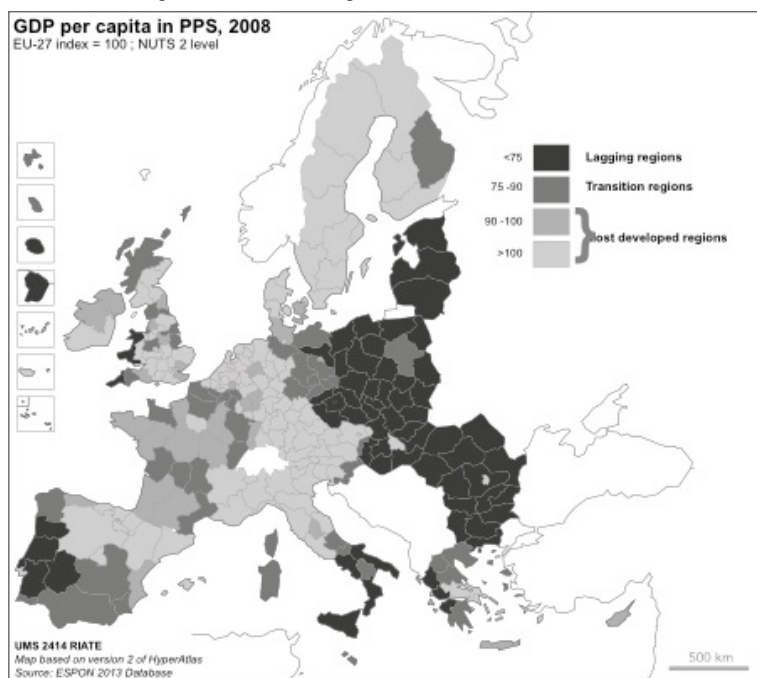 GDP per capita in PPS, 2008
EU-27 index = 100 ; NUTS 2 level
<75 Lagging regions
75 -90 Transition regions
90 -100
ost developed regions
>100
UMS 2414 RIATE
Map based on version 2 of HyperAtlas
Source: ESPON 2013 Database
500 km